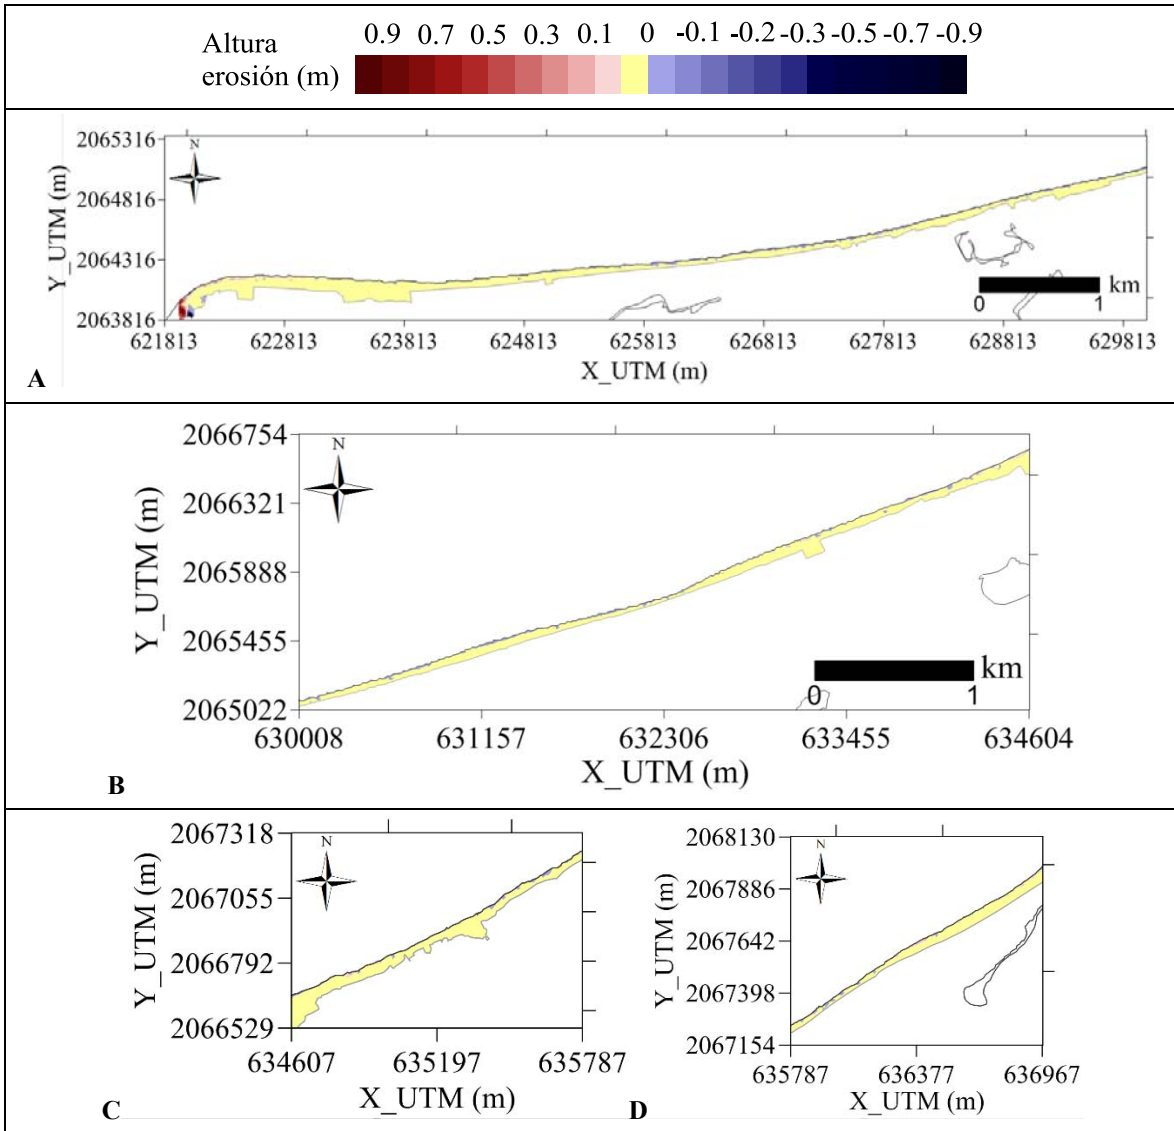 Altura
erosión (m)
0.9 0.7 0.5 0.3 0.1 0 -0.1 -0.2 -0.3 -0.5 -0.7 -0.9
2065316
2064816
2064316
2063816
Y_UTM (m)
N
0 1 km
621813 622813 623813 624813 625813 626813 627813 628813 629813
X_UTM (m)
A
2066754
2066321
2065888
2065455
2065022
Y_UTM (m)
N
km
0 1
630008 631157 632306 633455 634604
X_UTM (m)
B
2067318
2067055
2066792
2066529
Y_UTM (m)
N
634607 635197 635787
X_UTM (m)
C
2068130
2067886
2067642
2067398
2067154
Y_UTM (m)
N
635787 636377 636967
X_UTM (m)
D